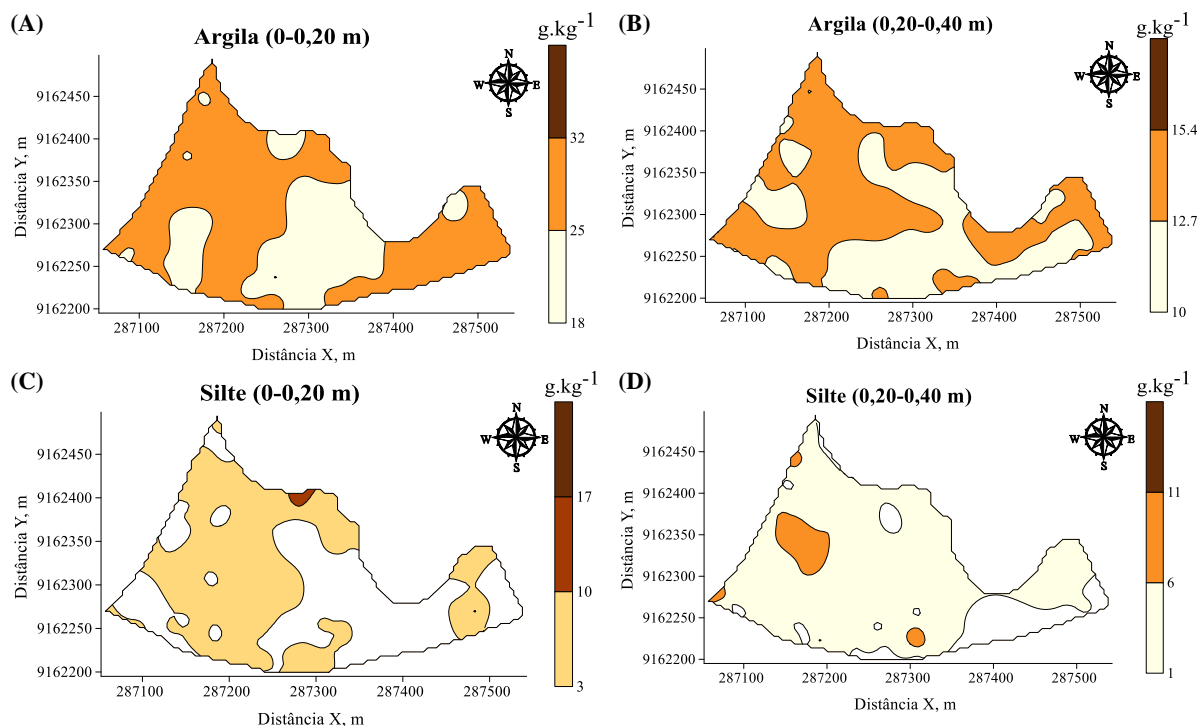 (A)
Argila (0-0,20 m)
g.kg-1
N
W E
S
32
25
18
9162450
9162400
9162350
9162300
9162250
9162200
Distância Y, m
287100 287200 287300 287400 287500
Distância X, m
(B)
Argila (0,20-0,40 m)
g.kg-1
N
W E
S
15.4
12.7
10
9162450
9162400
9162350
9162300
9162250
9162200
Distância Y, m
287100 287200 287300 287400 287500
Distância X, m
(C)
Silte (0-0,20 m)
g.kg-1
N
W E
S
17
10
3
9162450
9162400
9162350
9162300
9162250
9162200
Distância Y, m
287100 287200 287300 287400 287500
Distância X, m
(D)
Silte (0,20-0,40 m)
g.kg-1
N
W E
S
11
6
1
9162450
9162400
9162350
9162300
9162250
9162200
Distância Y, m
287100 287200 287300 287400 287500
Distância X, m